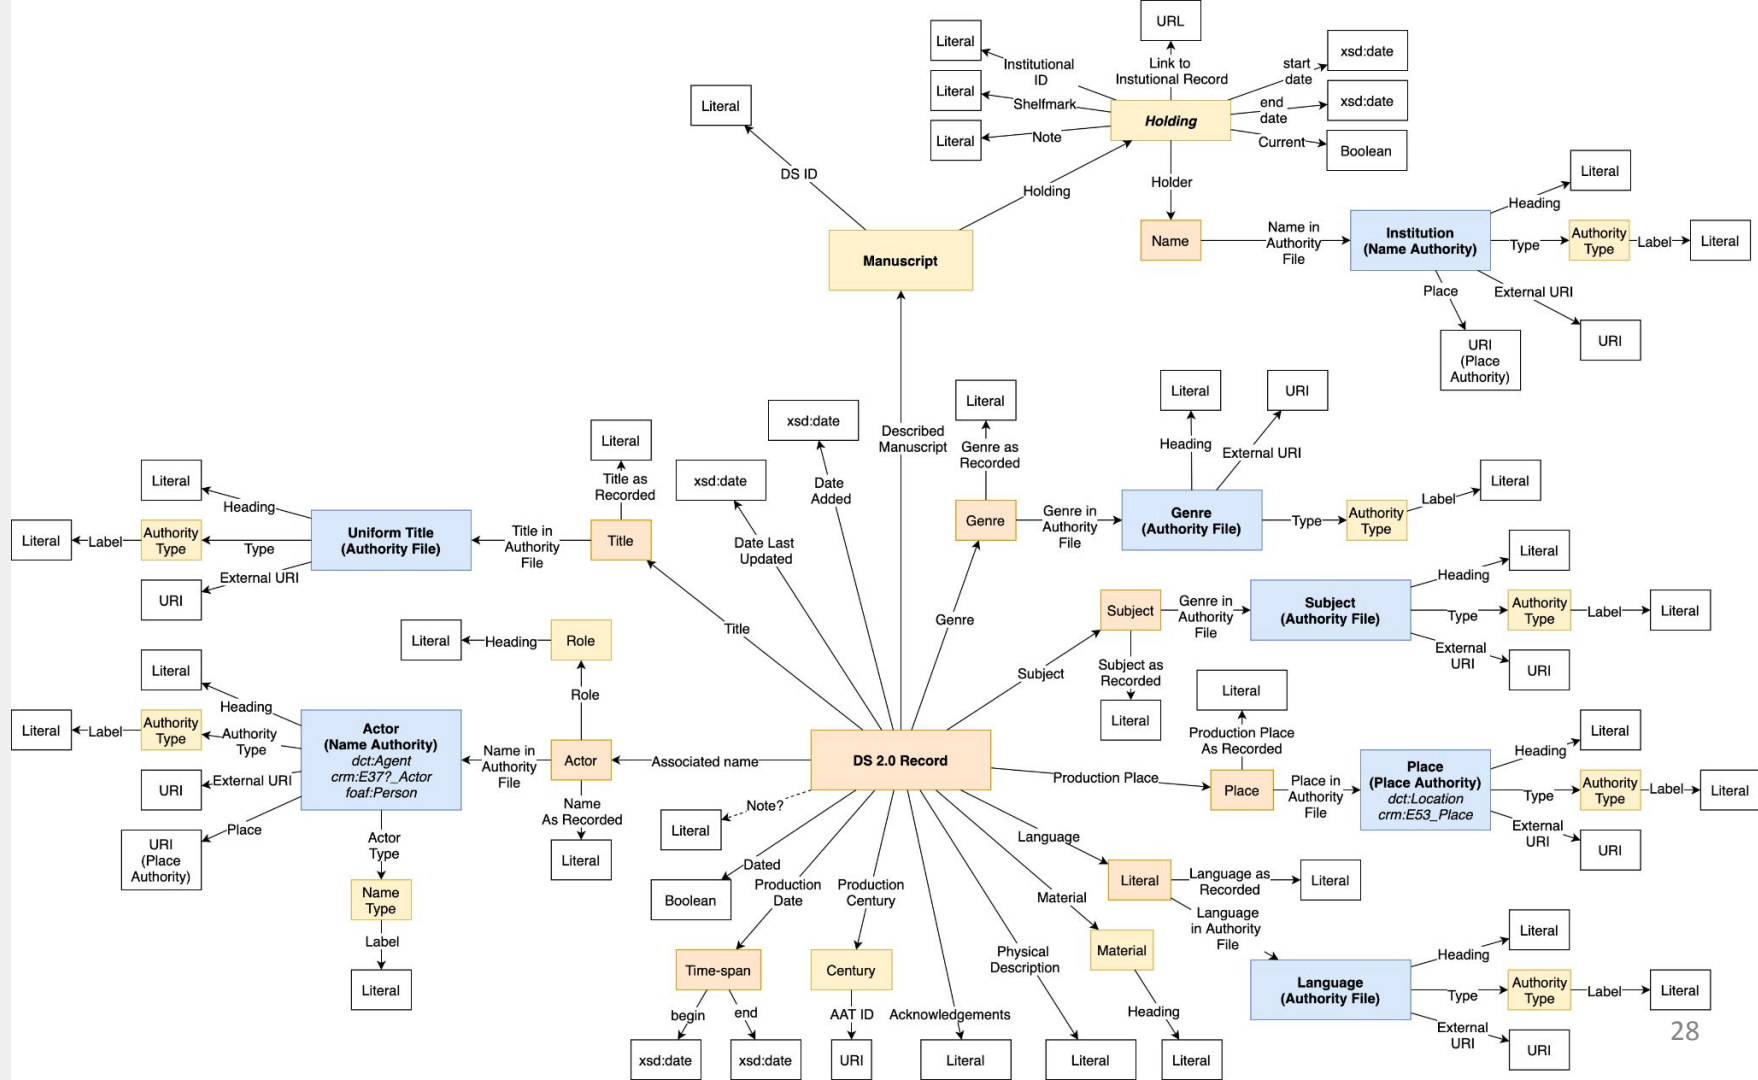 URL
Literal
xsd:date
Institutional
ID
Link to
Instutional Record
start
date
Literal
Shelfmark
end
date
xsd:date
Literal
Holding
Literal
Note
Current
Boolean
DS ID
Holding
Holder
Literal
Heading
Manuscript
Name
Name in
Authority
File
Institution
(Name Authority)
Type
Authority
Type
Label
Literal
Place
External URI
URI
(Place
Authority)
URI
Literal
Literal
URI
xsd:date
Described
Manuscript
Genre as
Recorded
Heading
External URI
Literal
Title as
Recorded
xsd:date
Date
Added
Literal
Heading
Label
Literal
Literal
Label
Authority
Type
Type
Uniform Title
(Authority File)
Title in
Authority
File
Title
Date Last
Updated
Genre
Genre in
Authority
File
Genre
(Authority File)
Type
Authority
Type
External URI
URI
Literal
Heading
Title
Genre
Subject
Genre in
Authority
File
Subject
(Authority File)
Type
Authority
Type
Label
Literal
Literal
Heading
Role
Role
Subject
Subject as
Recorded
Literal
External
URI
URI
Literal
Heading
Literal
Production Place
As Recorded
Literal
Heading
Literal
Label
Authority
Type
Authority
Type
Actor
(Name Authority)
dct:Agent
crm:E37?_Actor
foaf:Person
Name in
Authority
File
Actor
Associated name
DS 2.0 Record
Production Place
Place
Place in
Authority
File
Place
(Place Authority)
dct:Location
crm:E53_Place
Type
Authority
Type
Label
Literal
External URI
URI
Place
URI
(Place
Authority)
Actor
Type
Name
As Recorded
Literal
Note?
Literal
External
URI
URI
Language
Literal
Language as
Recorded
Literal
Dated
Boolean
Production
Date
Production
Century
Material
Language
in Authority
File
Name
Type
Label
Literal
Time-span
Century
Physical
Description
Material
Literal
Heading
Language
(Authority File)
Type
Authority
Type
Label
Literal
begin
end
AAT ID
Acknowledgements
Heading
External
URI
URI
xsd:date
xsd:date
URI
Literal
Literal
Literal
28